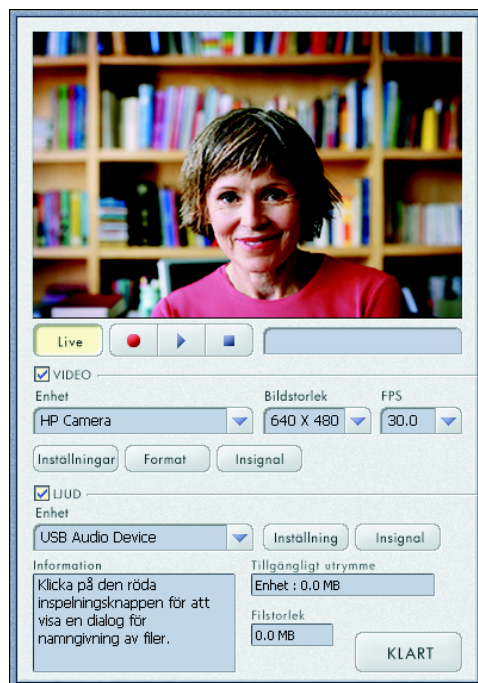 Live
VIDEO
Enhet
Bildstorlek
FPS
HP Camera
640 X 480
30.0
Inställningar
Format
Insignal
LJUD
Enhet
USB Audio Device
Inställning
Insignal
Information
Klicka på den röda
inspelningsknappen för att
visa en dialog för
namngivning av filer.
Tillgängligt utrymme
Enhet : 0.0 MB
Filstorlek
0.0 MB
KLART